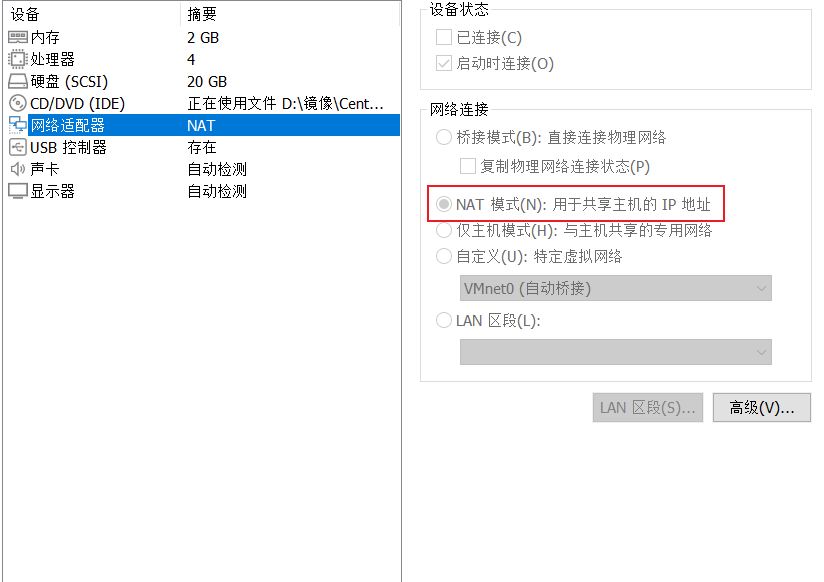 设备 摘要
内存 2 GB
处理器 4
硬盘 (SCSI) 20 GB
CD/DVD (IDE) 正在使用文件 D:\镜像\Cent...
网络适配器 NAT
USB 控制器 存在
声卡 自动检测
显示器 自动检测
设备状态
已连接(C)
启动时连接(O)
网络连接
桥接模式(B): 直接连接物理网络
复制物理网络连接状态(P)
NAT 模式(N): 用于共享主机的 IP 地址
仅主机模式(H): 与主机共享的专用网络
自定义(U): 特定虚拟网络
VMnet0 (自动桥接)
LAN 区段(L):
LAN 区段(S)... 高级(V)...